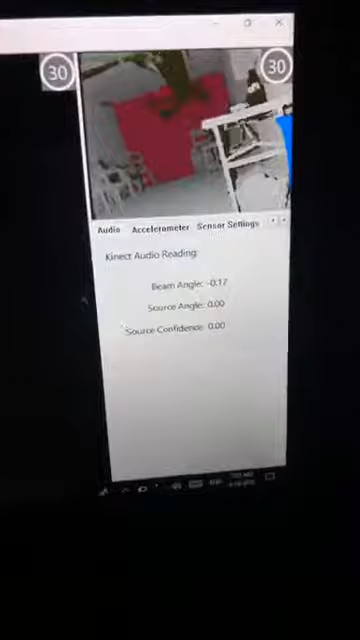 30
30
Audio Accelerometer Sensor Settings
Kinect Audio Reading:
Beam Angle: -0.17
Source Angle: 0.00
Source Confidence: 0.00